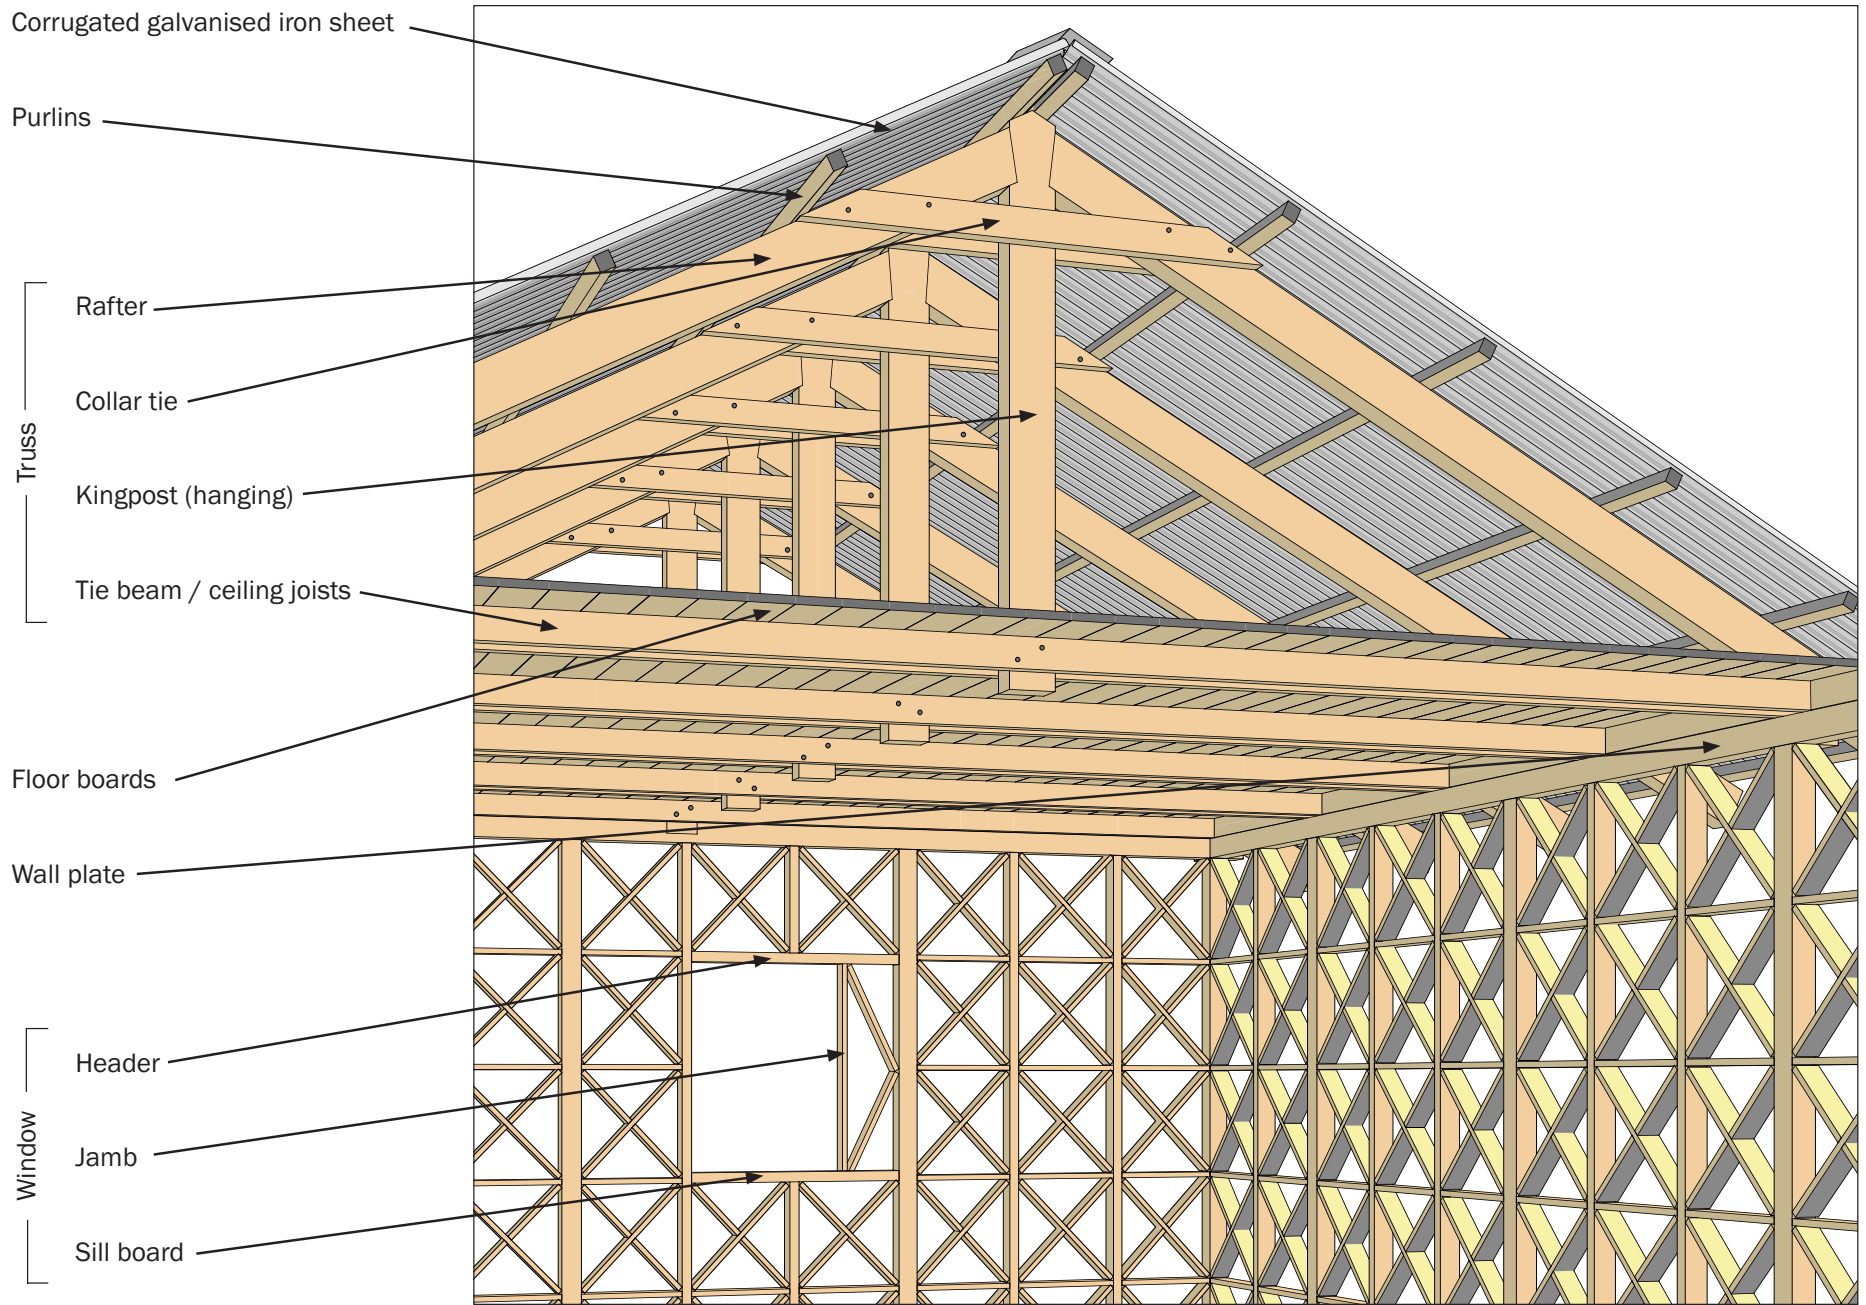 Corrugated galvanised iron sheet
Purlins
Truss
Rafter
Collar tie
Kingpost (hanging)
Tie beam / ceiling joists
Floor boards
Wall plate
Window
Header
Jamb
Sill board